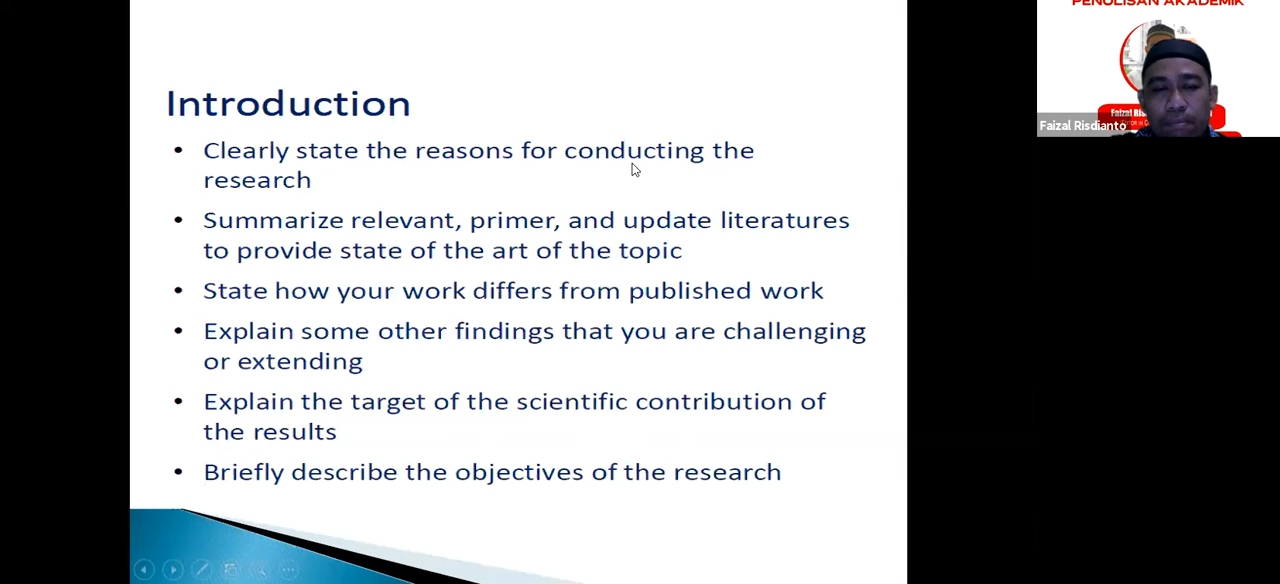 Introduction
• Clearly state the reasons for conducting the
research
• Summarize relevant, primer, and update literatures
to provide state of the art of the topic
• State how your work differs from published work
• Explain some other findings that you are challenging
or extending
• Explain the target of the scientific contribution of
the results
• Briefly describe the objectives of the research
PENULISAN AKADEMIK
Faizal
Faizal Risdianto